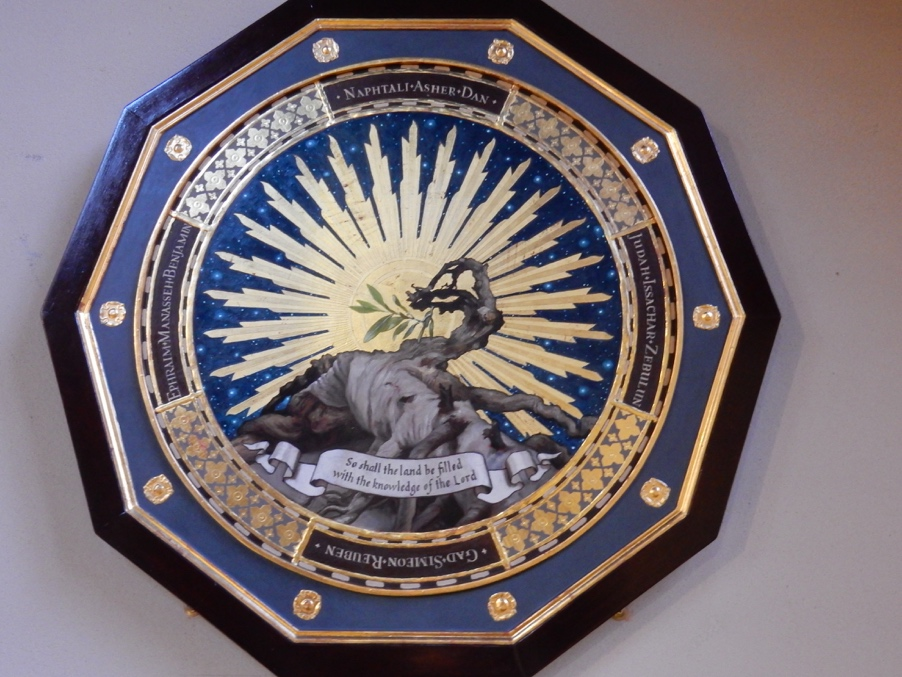 · Naphtali · Asher · Dan ·
Judah · Issachar · Zebulun
· Gad · Simeon · Reuben ·
Ephraim · Manasseh · Benjamin
So shall the land be filled
with the knowledge of the Lord